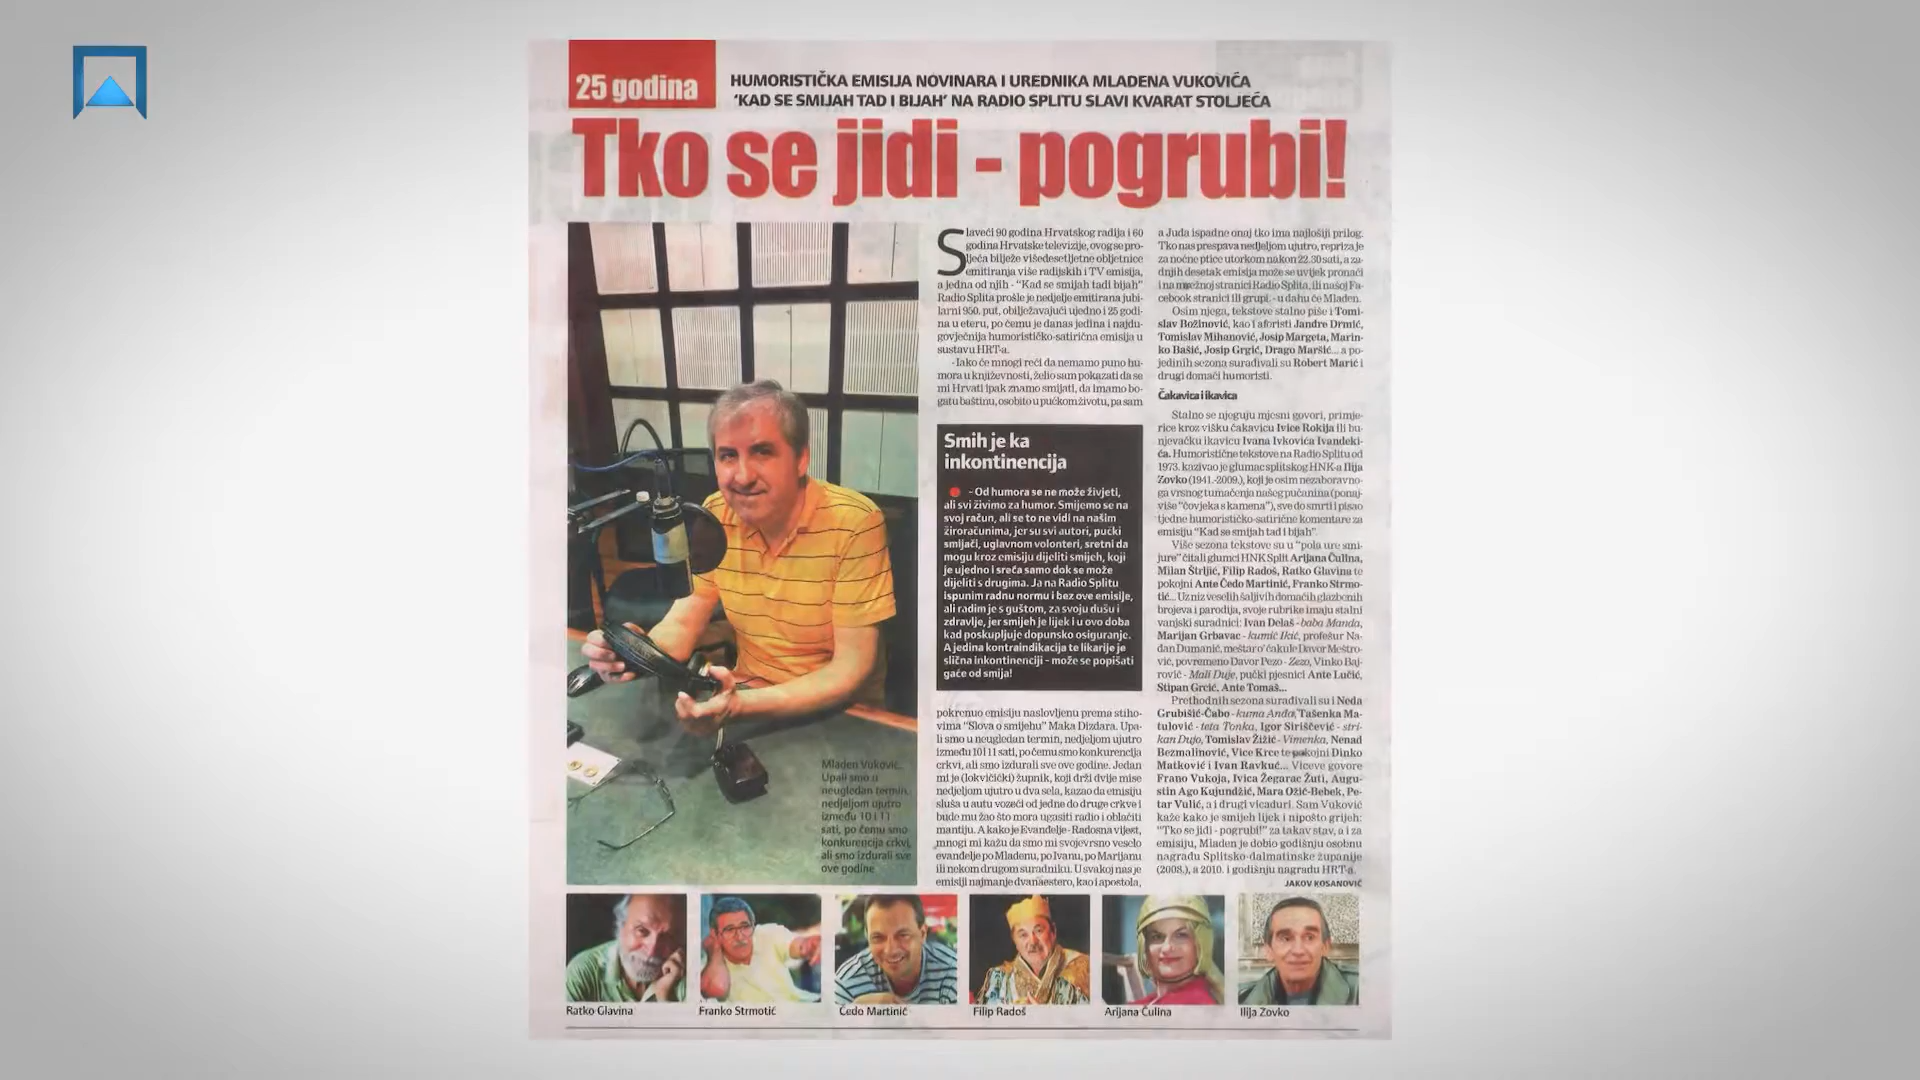 25 godina
HUMORISTIČKA EMISIJA NOVINARA I UREDNIKA MLADENA VUKOVIĆA
‘KAD SE SMIJAH TAD I BIJAH’ NA RADIO SPLITU SLAVI KVARAT STOLJEĆA
Tko se jidi - pogrubi!
Slaveći 90 godina Hrvatskog radija i 60
godina Hrvatske televizije, ovog se pro-
ljeća bilježe višedesetljetne obljetnice
emitiranja više radijskih i TV emisija,
a jedna od njih - “Kad se smijah tad i bijah”
Radio Splita prošle je nedjelje emitirana jubi-
larni 950. put, obilježavajući ujedno i 25 godi-
na u eteru, po čemu je danas jedina i najdu-
govječnija humorističko-satirična emisija u
sustavu HRT-a.
- Iako će mnogi reći da nemamo puno hu-
mora u književnosti, želio sam pokazati da se
mi Hrvati ipak znamo smijati, da imamo bo-
gatu baštinu, osobito u pučkom životu, pa sam
Smih je ka
inkontinencija
- Od humora se ne može živjeti,
ali svi živimo za humor. Smijemo se na
svoj račun, ali se to ne vidi na našim
žiroračunima, jer su svi autori, pučki
smijači, uglavnom volonteri, sretni da
mogu kroz emisiju dijeliti smijeh, koji
je ujedno i sreća samo dok se može
dijeliti s drugima. Ja na Radio Splitu
ispunim radnu normu i bez ove emisije,
ali radim je s guštom, za svoju dušu i
zdravlje, jer smijeh je lijek i u ovo doba
kad poskupljuje dopunsko osiguranje.
A jedina kontraindikacija te likarije je
slična inkontinenciji - može se popišati
gaće od smija!
pokrenuo emisiju naslovljenu prema stiho-
vima “Slova o smijehu” Maka Dizdara. Upa-
li smo u neugledan termin, nedjeljom ujutro
između 10 i 11 sati, po čemu smo konkurencija
crkvi, ali smo izdurali sve ove godine. Jedan
mi je (lokvičićki) župnik, koji drži dvije mise
nedjeljom ujutro u dva sela, kazao da emisiju
sluša u autu vozeći od jedne do druge crkve i
bude mu žao što mora ugasiti radio i oblačiti
mantiju. A kako je Evanđelje - Radosna vijest,
mnogi mi kažu da smo mi svojevrsno veselo
evanđelje po Mladenu, po Ivanu, po Marijanu
ili nekom drugom suradniku. U svakoj nas je
emisiji najmanje dvanaestero, kao i apostola,
a Juda ispadne onaj tko ima najlošiji prilog.
Tko nas prespava nedjeljom ujutro, repriza je
za noćne ptice utorkom nakon 22.30 sati, a za-
dnjih desetak emisija može se uvijek pronaći
i na mrežnoj stranici Radio Splita, ili našoj Fa-
cebook stranici ili grupi, - u dahu će Mladen.
Osim njega, tekstove stalno piše i Tomi-
slav Božinović, kao i aforisti Jandre Drmić,
Tomislav Mihanović, Josip Margeta, Marin-
ko Bašić, Josip Grgić, Drago Maršić... a po-
jedinih sezona surađivali su Robert Marić i
drugi domaći humoristi.
Čakavica i ikavica
Stalno se njeguju mjesni govori, primje-
rice kroz višku čakavicu Ivice Rokija ili bu-
njevačku ikavicu Ivana Ivkovića Ivandeki-
ća. Humoristične tekstove na Radio Splitu od
1973. kazivao je glumac splitskog HNK-a Ilija
Zovko (1941.-2009.), koji je osim nezaboravno-
ga vrsnog tumačenja našeg pučanina (ponaj-
više “čovjeka s kamena”), sve do smrti i pisao
tjedne humorističko-satirične komentare za
emisiju “Kad se smijah tad i bijah”.
Više sezona tekstove su u “pola ure smi-
jure” čitali glumci HNK Split Arijana Čulina,
Milan Štrljić, Filip Radoš, Ratko Glavina te
pokojni Ante Čedo Martinić, Franko Strmo-
tić... Uz niz veselih šaljivih domaćih glazbenih
brojeva i parodija, svoje rubrike imaju stalni
vanjski suradnici: Ivan Delaš - baba Manda,
Marijan Grbavac - kumić Ikić, profešur Na-
đan Dumanić, meštar o’ ćakule Davor Meštro-
vić, povremeno Davor Pezo - Zezo, Vinko Baj-
rović - Mali Duje, pučki pjesnici Ante Lučić,
Stipan Grcić, Ante Tomaš...
Prethodnih sezona surađivali su i Neda
Grubišić-Čabo - kuma Anđa, Tašenka Ma-
tulović - teta Tonka, Igor Siriščević - stri-
kan Dujo, Tomislav Žižić - Vimenka, Nenad
Bezmalinović, Vice Krce te pokojni Dinko
Matković i Ivan Ravkuć... Viceve govore
Frano Vukoja, Ivica Žegarac Žuti, Augu-
stin Ago Kujundžić, Mara Ožić-Bebek, Pe-
tar Vulić, a i drugi vicaduri. Sam Vuković
kaže kako je smijeh lijek i nipošto grijeh:
“Tko se jidi - pogrubi!” za takav stav, a i za
emisiju, Mladen je dobio godišnju osobnu
nagradu Splitsko-dalmatinske županije
(2008.), a 2010. i godišnju nagradu HRT-a.
JAKOV KOSANOVIĆ
Mladen Vuković.
Upali smo u
neugledan termin,
nedjeljom ujutro
između 10 i 11
sati, po čemu smo
konkurencija crkvi,
ali smo izdurali sve
ove godine
Ratko Glavina
Franko Strmotić
Čedo Martinić
Filip Radoš
Arijana Čulina
Ilija Zovko